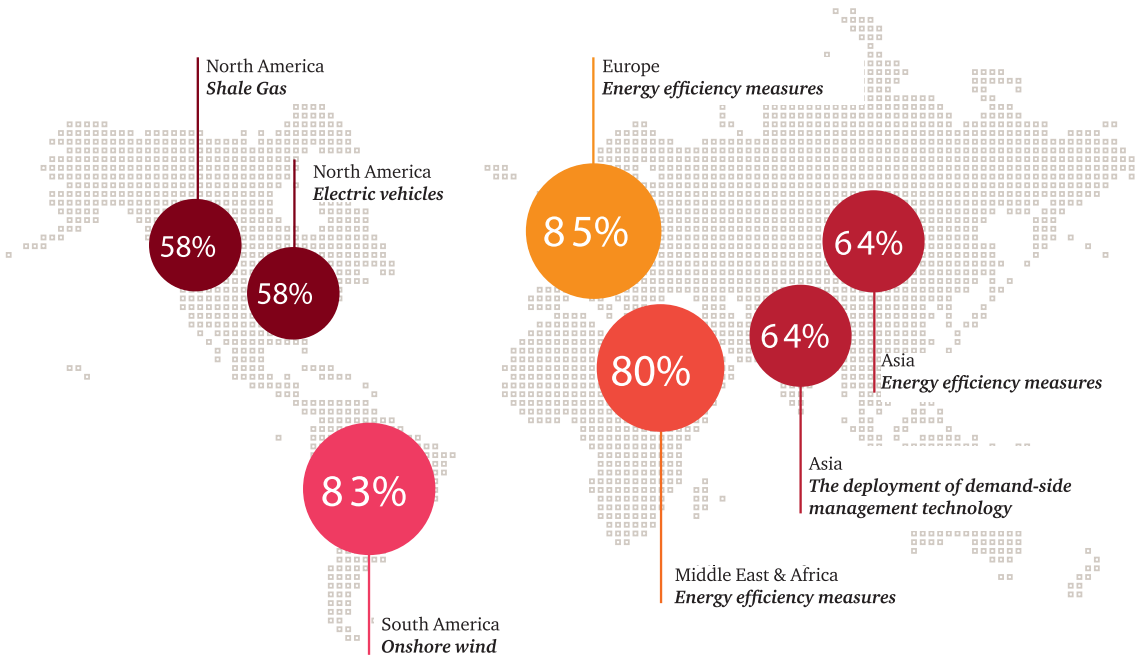 North America
Shale Gas
58%
North America
Electric vehicles
58%
Europe
Energy efficiency measures
85%
64%
Asia
Energy efficiency measures
64%
Asia
The deployment of demand-side
management technology
80%
Middle East & Africa
Energy efficiency measures
83%
South America
Onshore wind